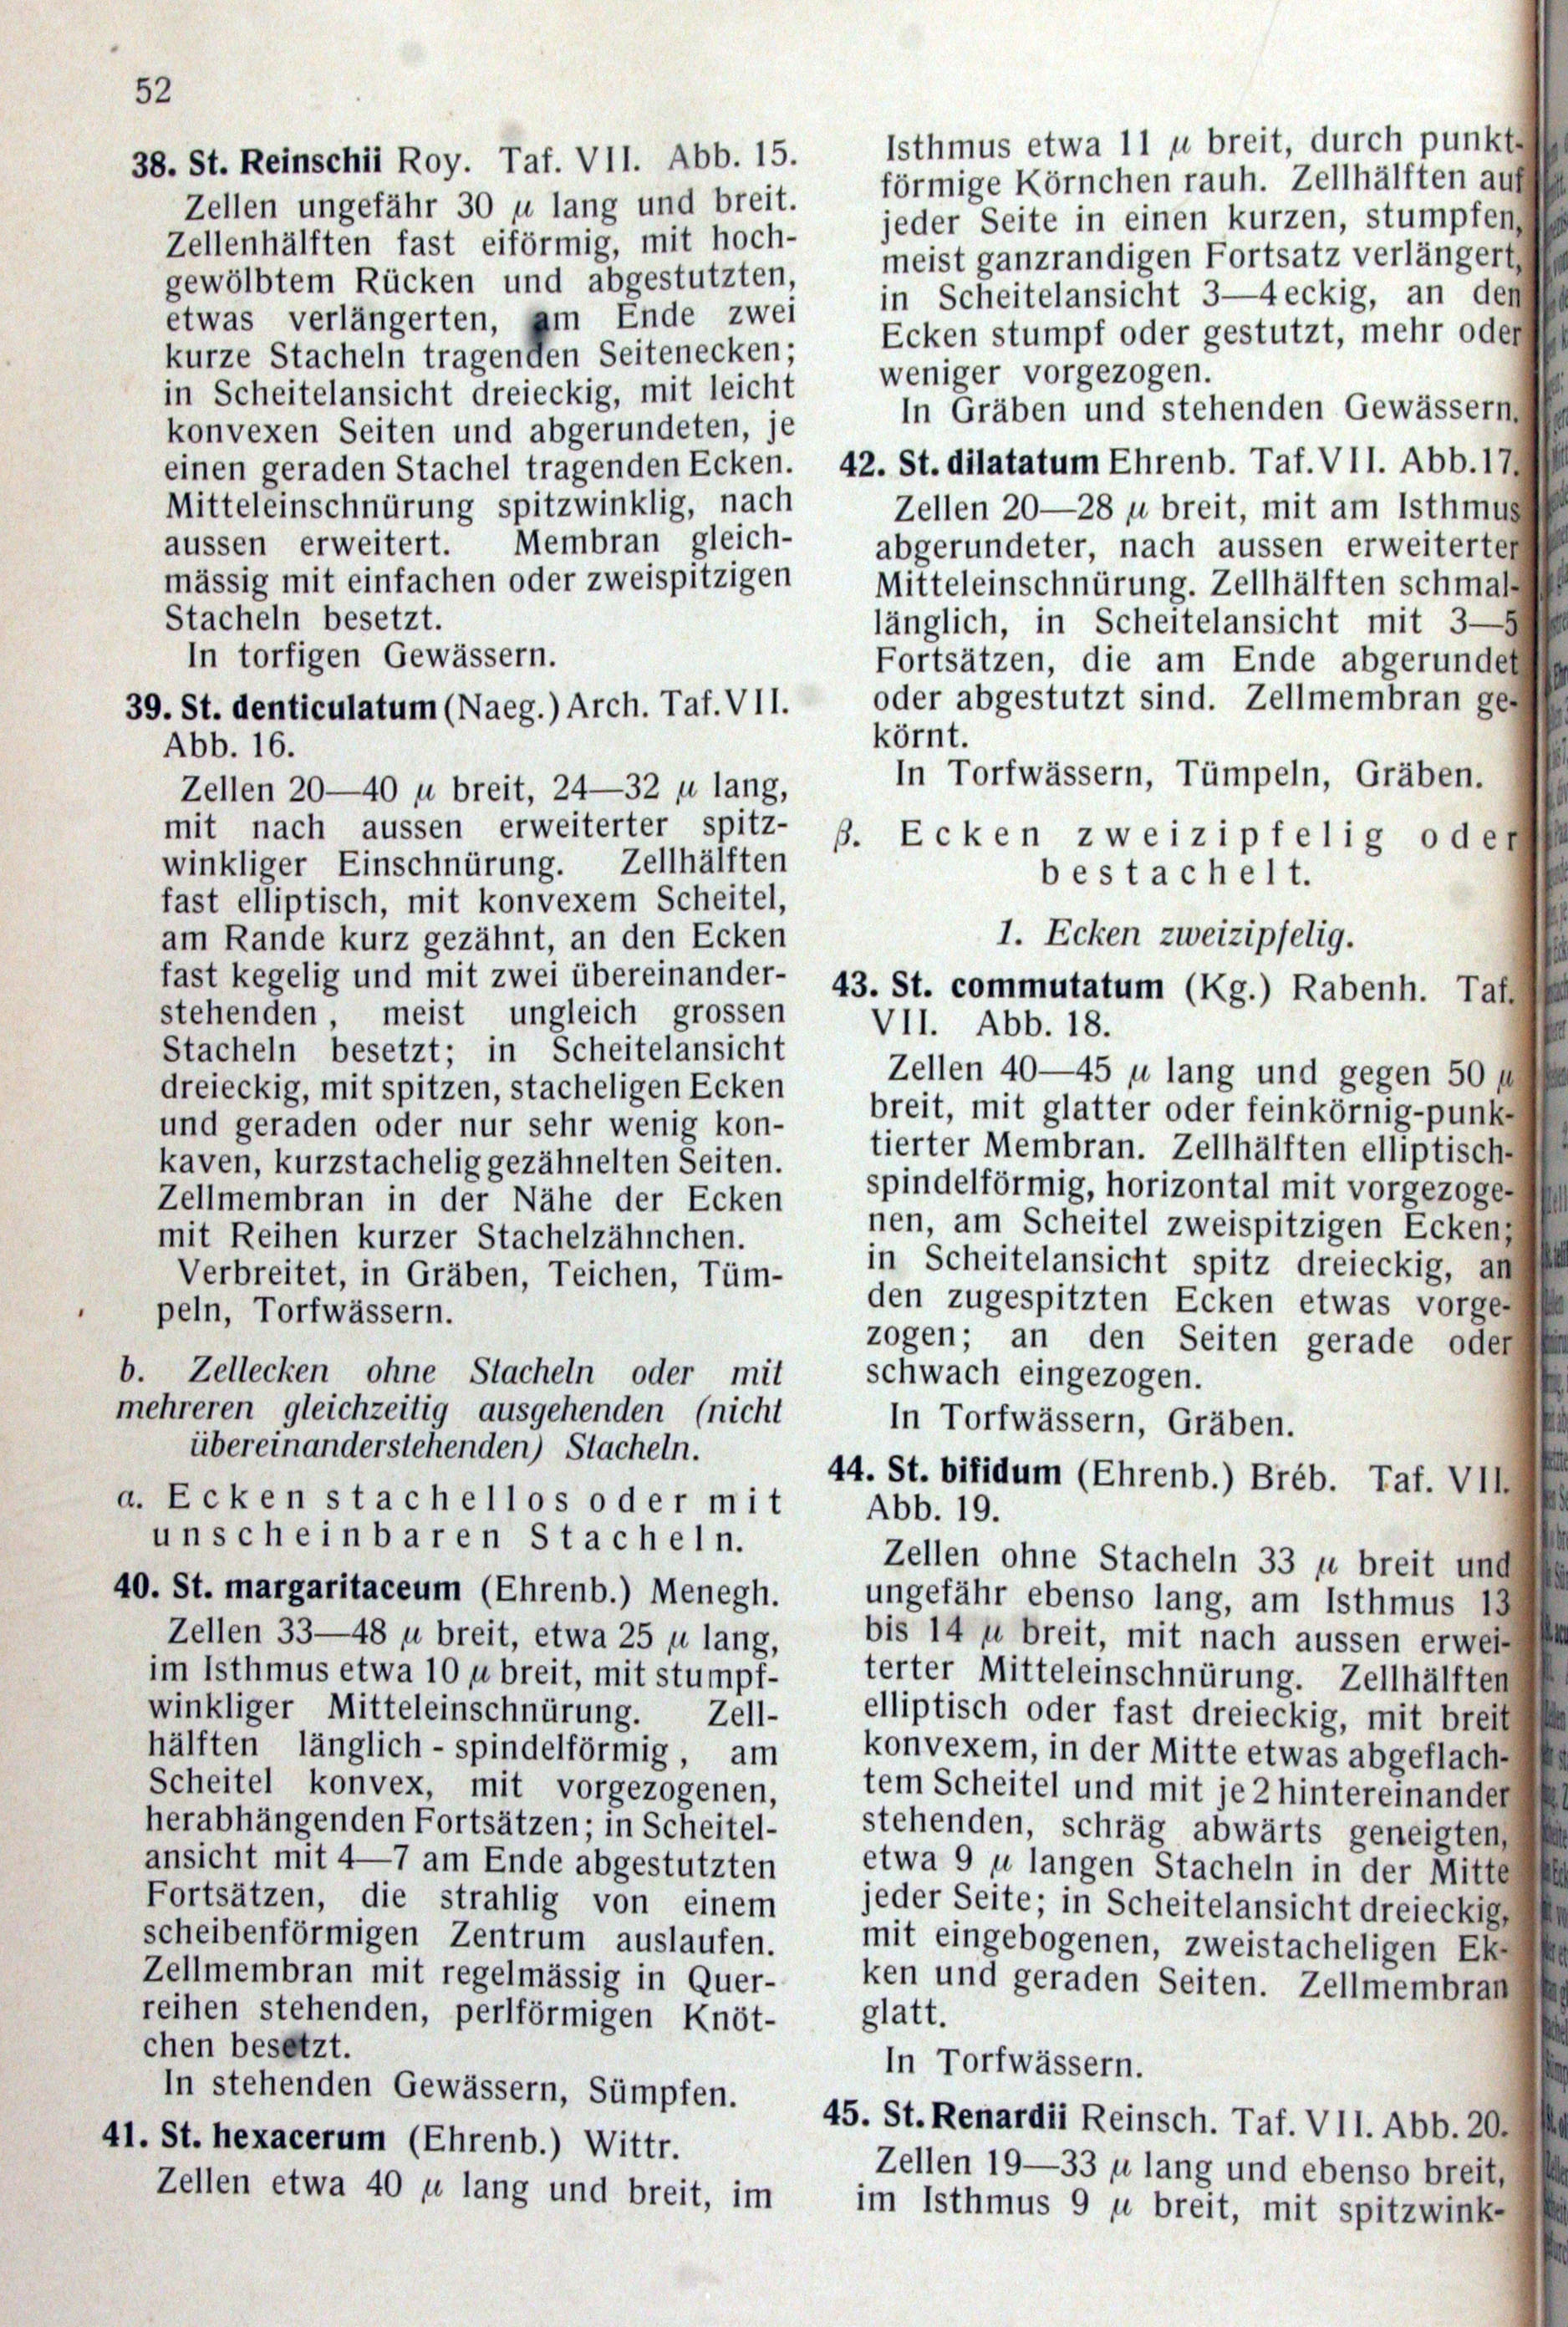 52
38. St. Reinschii Roy. Taf. VII. Abb. 15.
Zellen ungefähr 30 µ lang und breit.
Zellenhälften fast eiförmig, mit hoch-
gewölbtem Rücken und abgestutzten,
etwas verlängerten, am Ende zwei
kurze Stacheln tragenden Seitenecken;
in Scheitelansicht dreieckig, mit leicht
konvexen Seiten und abgerundeten, je
einen geraden Stachel tragenden Ecken.
Mitteleinschnürung spitzwinklig, nach
aussen erweitert. Membran gleich-
mässig mit einfachen oder zweispitzigen
Stacheln besetzt.
In torfigen Gewässern.
39. St. denticulatum (Naeg.) Arch. Taf. VII.
Abb. 16.
Zellen 20—40 µ breit, 24—32 µ lang,
mit nach aussen erweiterter spitz-
winkliger Einschnürung. Zellhälften
fast elliptisch, mit konvexem Scheitel,
am Rande kurz gezähnt, an den Ecken
fast kegelig und mit zwei übereinander-
stehenden, meist ungleich grossen
Stacheln besetzt; in Scheitelansicht
dreieckig, mit spitzen, stacheligen Ecken
und geraden oder nur sehr wenig kon-
kaven, kurzstachelig gezähnelten Seiten.
Zellmembran in der Nähe der Ecken
mit Reihen kurzer Stachelzähnchen.
Verbreitet, in Gräben, Teichen, Tüm-
peln, Torfwässern.
b. Zellecken ohne Stacheln oder mit
mehreren gleichzeitig ausgehenden (nicht
übereinanderstehenden) Stacheln.
α. Ecken stachellos oder mit
unscheinbaren Stacheln.
40. St. margaritaceum (Ehrenb.) Menegh.
Zellen 33—48 µ breit, etwa 25 µ lang,
im Isthmus etwa 10 µ breit, mit stumpf-
winkliger Mitteleinschnürung. Zell-
hälften länglich-spindelförmig, am
Scheitel konvex, mit vorgezogenen,
herabhängenden Fortsätzen; in Scheitel-
ansicht mit 4—7 am Ende abgestutzten
Fortsätzen, die strahlig von einem
scheibenförmigen Zentrum auslaufen.
Zellmembran mit regelmässig in Quer-
reihen stehenden, perlförmigen Knöt-
chen besetzt.
In stehenden Gewässern, Sümpfen.
41. St. hexacerum (Ehrenb.) Wittr.
Zellen etwa 40 µ lang und breit, im
Isthmus etwa 11 µ breit, durch punkt-
förmige Körnchen rauh. Zellhälften auf
jeder Seite in einen kurzen, stumpfen,
meist ganzrandigen Fortsatz verlängert,
in Scheitelansicht 3—4eckig, an den
Ecken stumpf oder gestutzt, mehr oder
weniger vorgezogen.
In Gräben und stehenden Gewässern.
42. St. dilatatum Ehrenb. Taf. VII. Abb. 17.
Zellen 20—28 µ breit, mit am Isthmus
abgerundeter, nach aussen erweiterter
Mitteleinschnürung. Zellhälften schmal-
länglich, in Scheitelansicht mit 3—5
Fortsätzen, die am Ende abgerundet
oder abgestutzt sind. Zellmembran ge-
körnt.
In Torfwässern, Tümpeln, Gräben.
β. Ecken zweizipfelig oder
bestachelt.
1. Ecken zweizipfelig.
43. St. commutatum (Kg.) Rabenh. Taf.
VII. Abb. 18.
Zellen 40—45 µ lang und gegen 50 µ
breit, mit glatter oder feinkörnig-punk-
tierter Membran. Zellhälften elliptisch-
spindelförmig, horizontal mit vorgezoge-
nen, am Scheitel zweispitzigen Ecken;
in Scheitelansicht spitz dreieckig, an
den zugespitzten Ecken etwas vorge-
zogen; an den Seiten gerade oder
schwach eingezogen.
In Torfwässern, Gräben.
44. St. bifidum (Ehrenb.) Bréb. Taf. VII.
Abb. 19.
Zellen ohne Stacheln 33 µ breit und
ungefähr ebenso lang, am Isthmus 13
bis 14 µ breit, mit nach aussen erwei-
terter Mitteleinschnürung. Zellhälften
elliptisch oder fast dreieckig, mit breit
konvexem, in der Mitte etwas abgeflach-
tem Scheitel und mit je 2 hintereinander
stehenden, schräg abwärts geneigten,
etwa 9 µ langen Stacheln in der Mitte
jeder Seite; in Scheitelansicht dreieckig,
mit eingebogenen, zweistacheligen Ek-
ken und geraden Seiten. Zellmembran
glatt.
In Torfwässern.
45. St. Renardii Reinsch. Taf. VII. Abb. 20.
Zellen 19—33 µ lang und ebenso breit,
im Isthmus 9 µ breit, mit spitzwink-